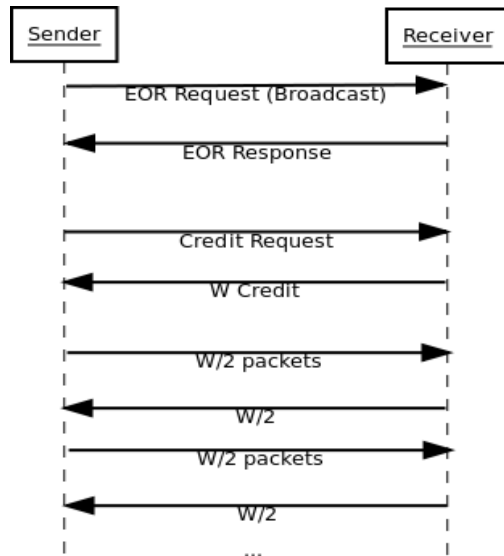 Sender
Receiver
EOR Request (Broadcast)
EOR Response
Credit Request
W Credit
W/2 packets
W/2
W/2 packets
W/2
...